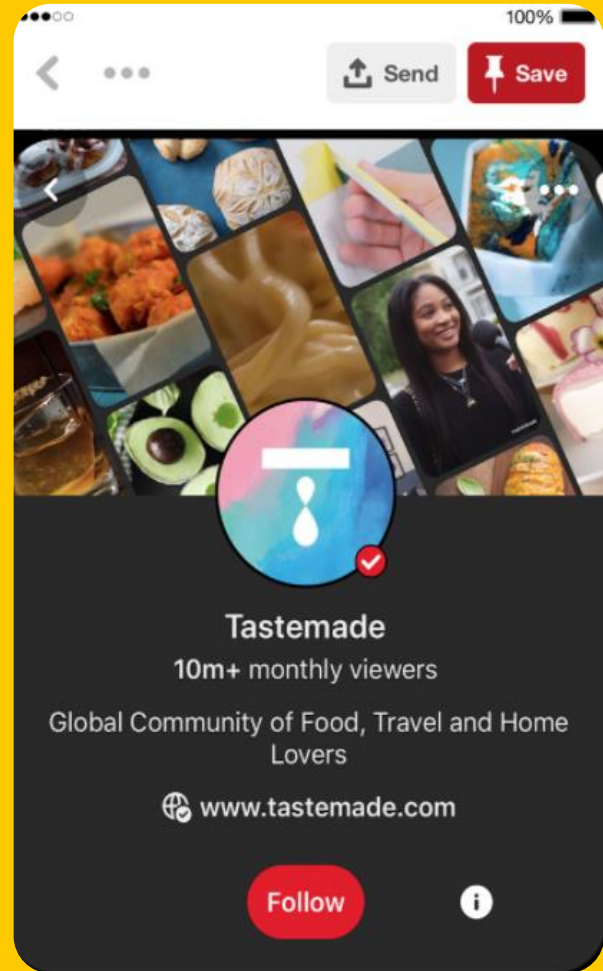 100%
Send
Save
Tastemade
10m+ monthly viewers
Global Community of Food, Travel and Home
Lovers
www.tastemade.com
Follow